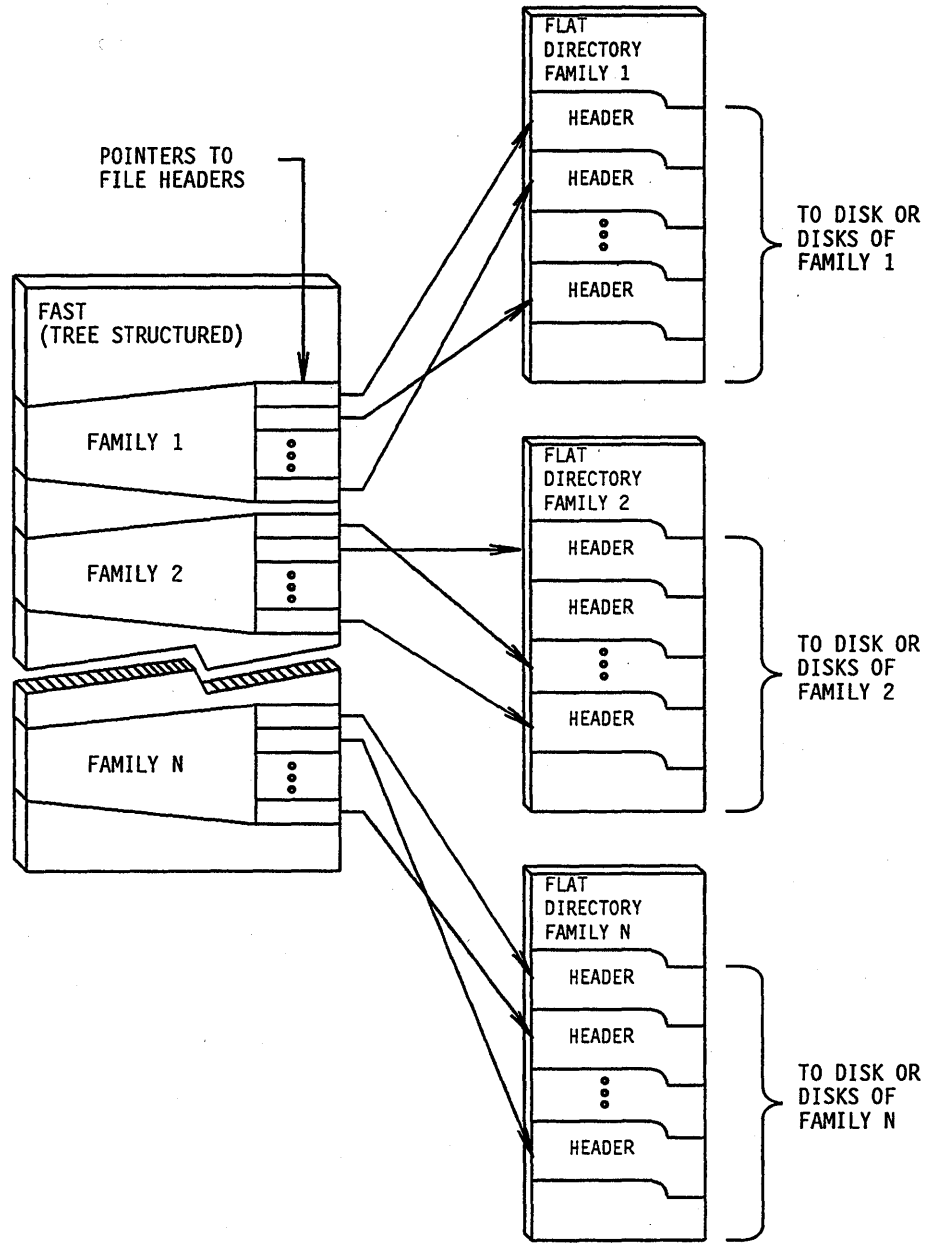 POINTERS TO
FILE HEADERS
FAST
(TREE STRUCTURED)
FAMILY 1
FAMILY 2
FAMILY N
FLAT
DIRECTORY
FAMILY 1
HEADER
HEADER
HEADER
TO DISK OR
DISKS OF
FAMILY 1
FLAT
DIRECTORY
FAMILY 2
HEADER
HEADER
HEADER
TO DISK OR
DISKS OF
FAMILY 2
FLAT
DIRECTORY
FAMILY N
HEADER
HEADER
HEADER
TO DISK OR
DISKS OF
FAMILY N